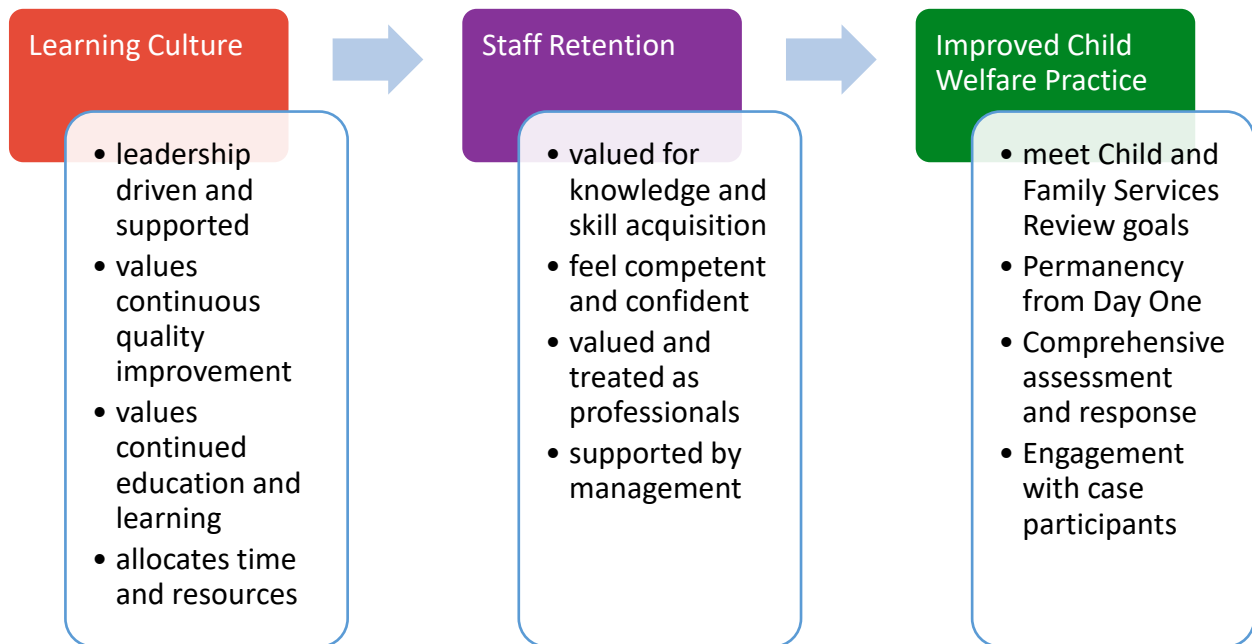 Learning Culture
• leadership
driven and
supported
• values
continuous
quality
improvement
• values
continued
education and
learning
• allocates time
and resources
Staff Retention
• valued for
knowledge and
skill acquisition
• feel competent
and confident
• valued and
treated as
professionals
• supported by
management
Improved Child
Welfare Practice
• meet Child and
Family Services
Review goals
• Permanency
from Day One
• Comprehensive
assessment
and response
• Engagement
with case
participants